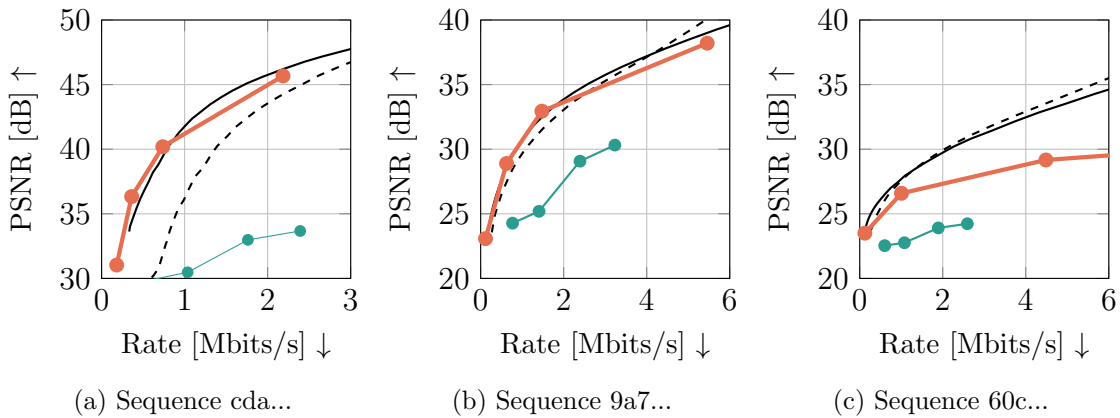 PSNR [dB] ↑
50
45
40
35
30
0 1 2 3
Rate [Mbits/s] ↓
(a) Sequence cda...
PSNR [dB] ↑
40
35
30
25
20
0 2 4 6
Rate [Mbits/s] ↓
(b) Sequence 9a7...
PSNR [dB] ↑
40
35
30
25
20
0 2 4 6
Rate [Mbits/s] ↓
(c) Sequence 60c...